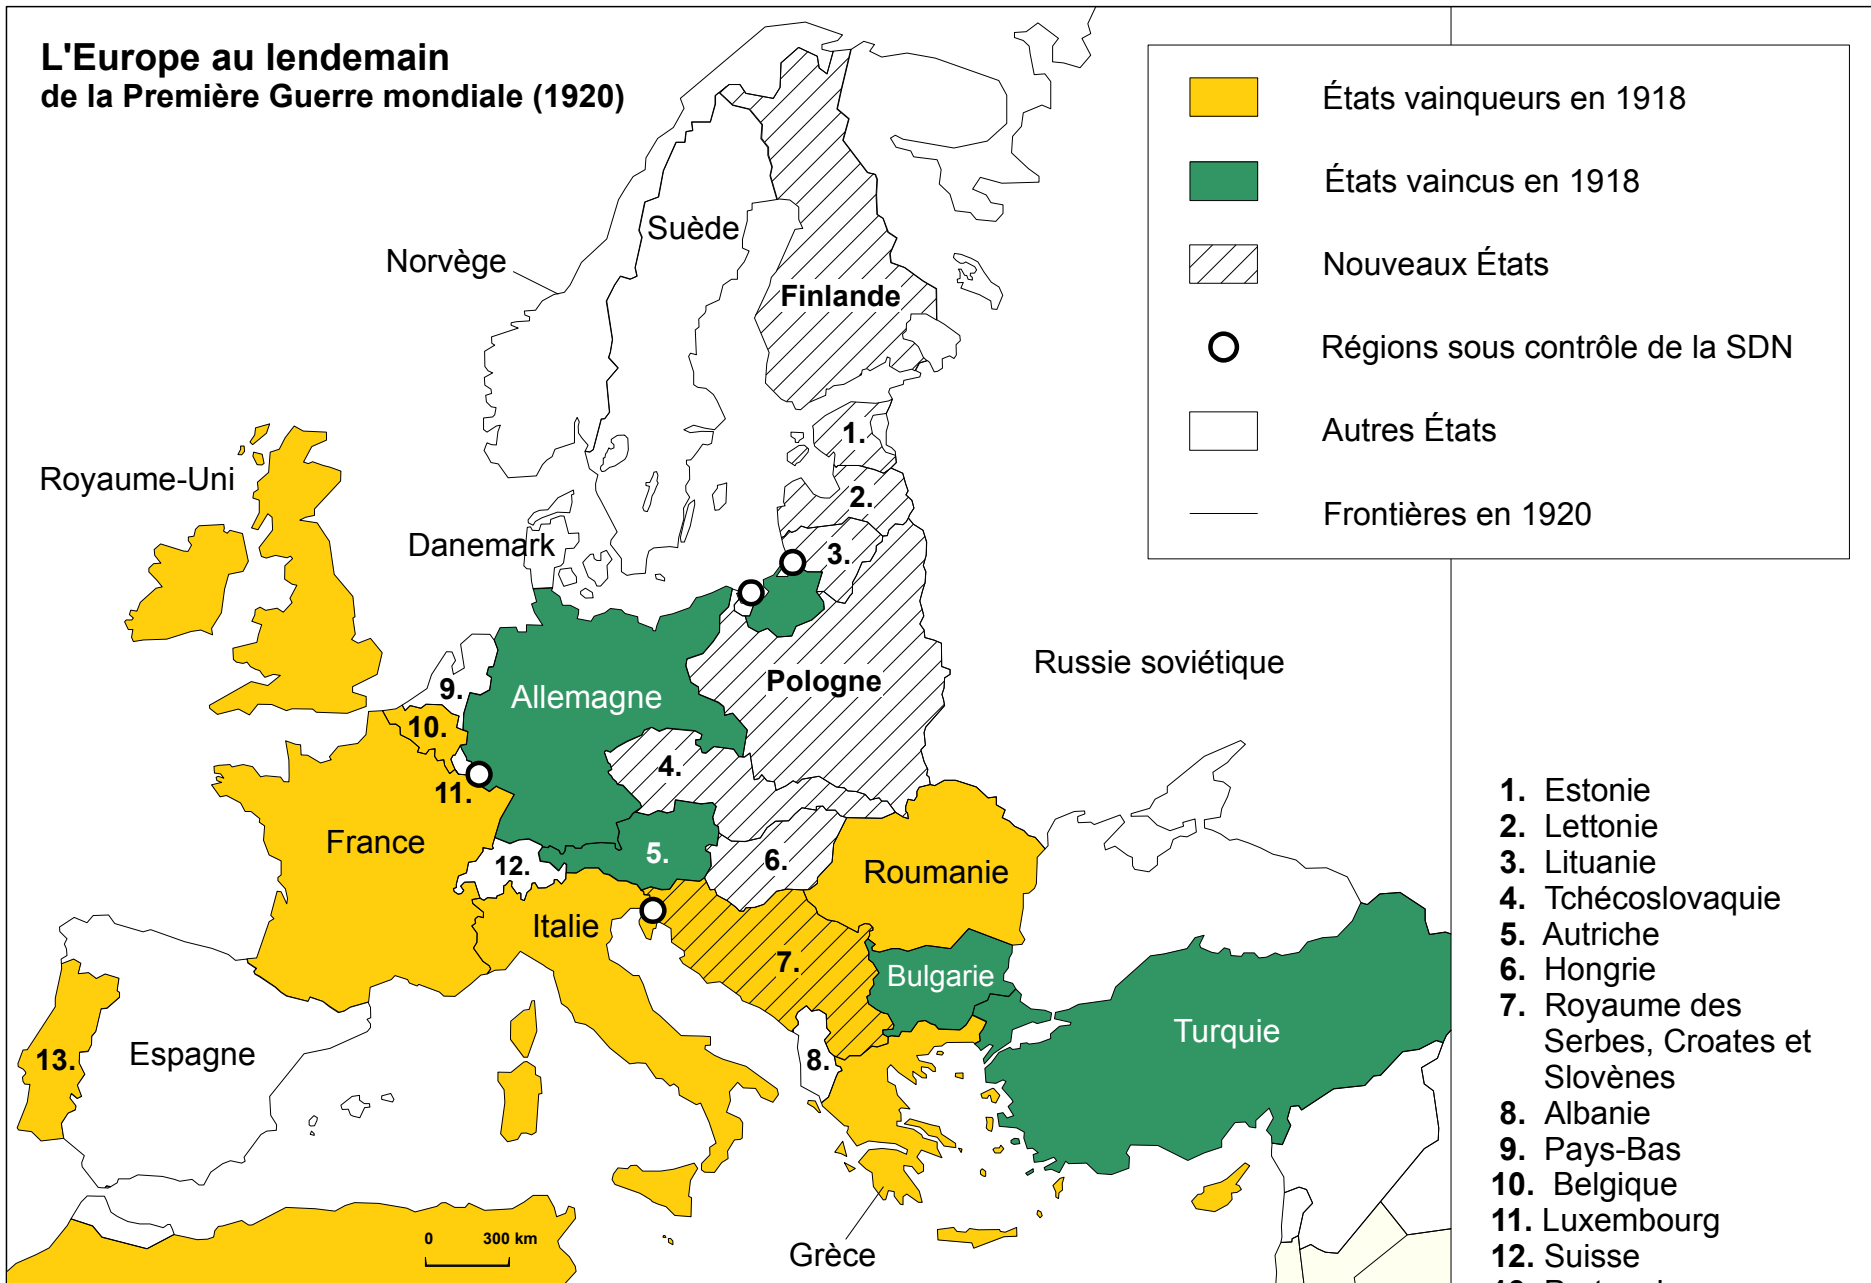 L'Europe au lendemain
de la Première Guerre mondiale (1920)
États vainqueurs en 1918
États vaincus en 1918
Nouveaux États
Régions sous contrôle de la SDN
Autres États
Frontières en 1920
Suède
Norvège
Finlande
1.
Royaume-Uni
2.
Danemark
3.
Russie soviétique
Pologne
9.
Allemagne
10.
4.
11.
France
5.
6.
12.
Roumanie
Italie
7.
Bulgarie
Turquie
Espagne
13.
8.
Grèce
0 300 km
1. Estonie
2. Lettonie
3. Lituanie
4. Tchécoslovaquie
5. Autriche
6. Hongrie
7. Royaume des
Serbes, Croates et
Slovènes
8. Albanie
9. Pays-Bas
10. Belgique
11. Luxembourg
12. Suisse